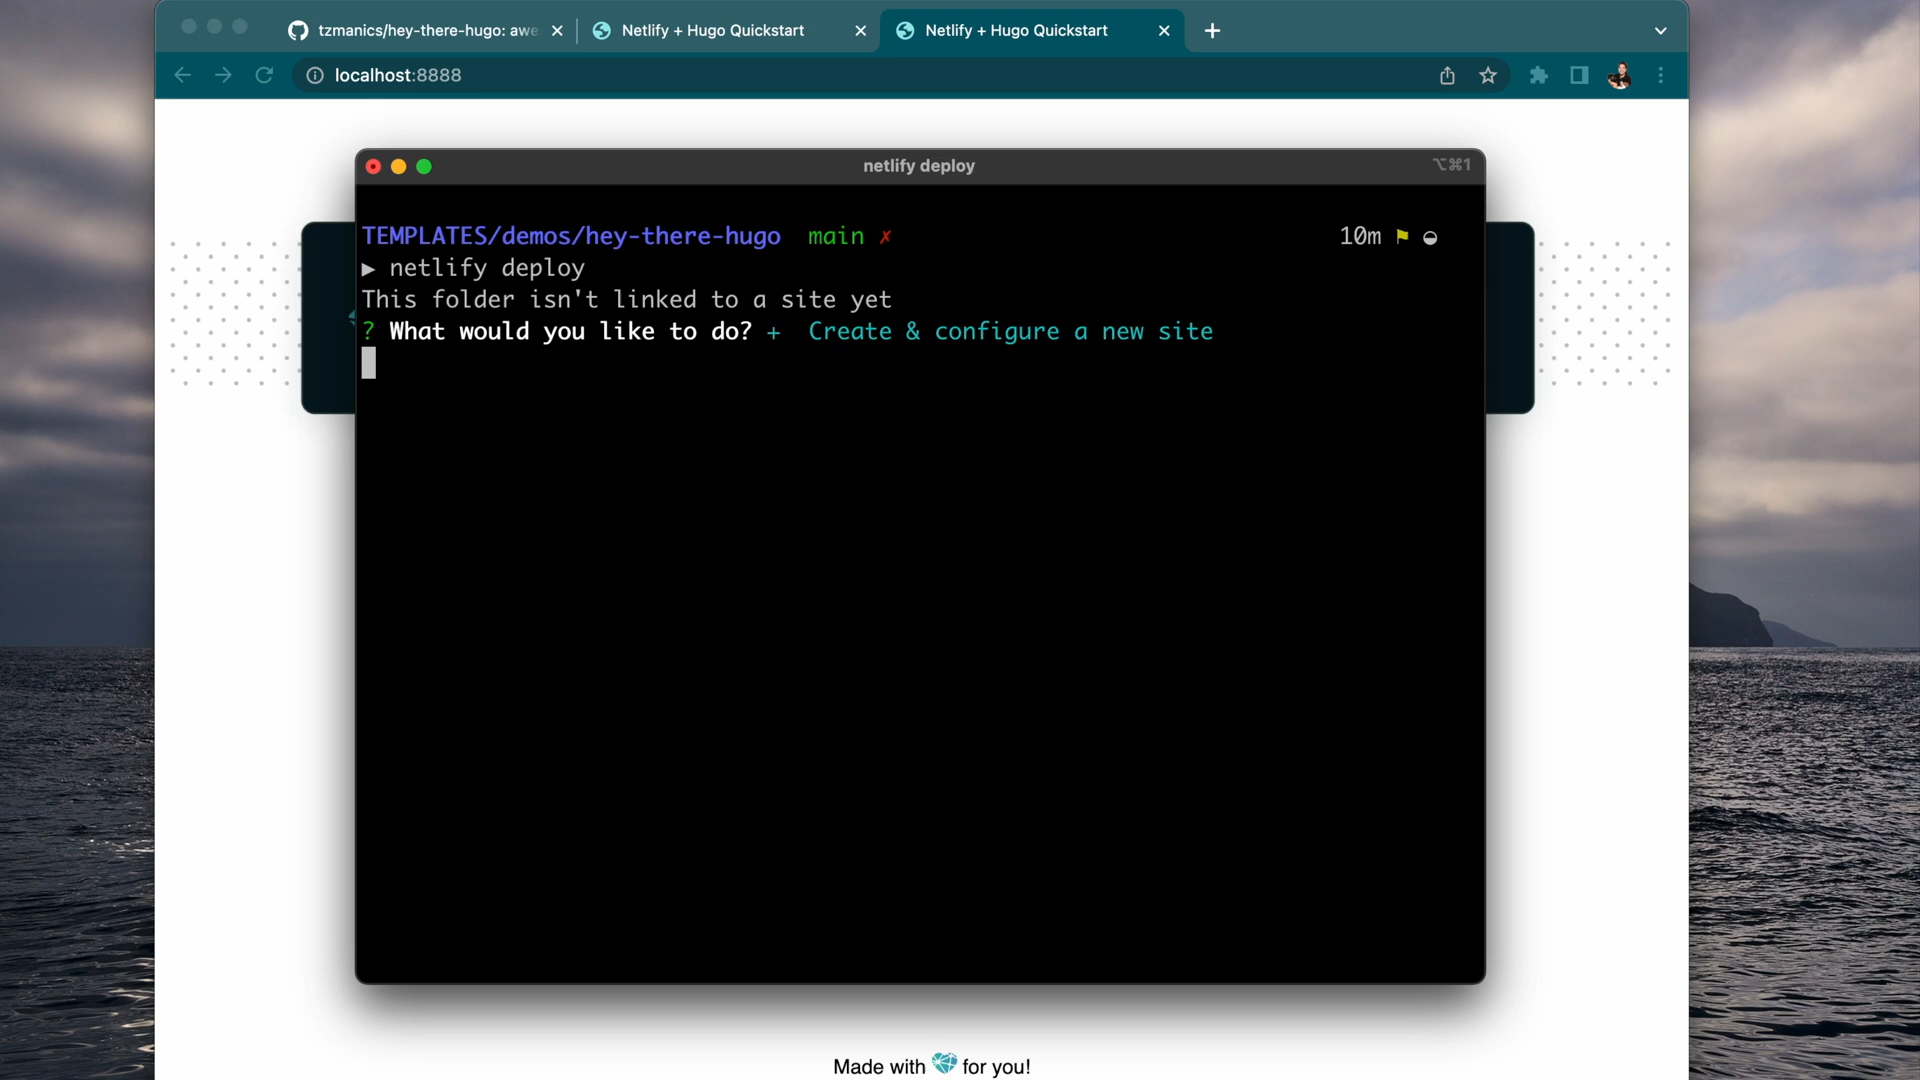 tzmanics/hey-there-hugo: awe
Netlify + Hugo Quickstart
Netlify + Hugo Quickstart
localhost:8888
netlify deploy
⌥⌘1
TEMPLATES/demos/hey-there-hugo main ✗ 10m
▶ netlify deploy
This folder isn't linked to a site yet
? What would you like to do? + Create & configure a new site
Made with for you!